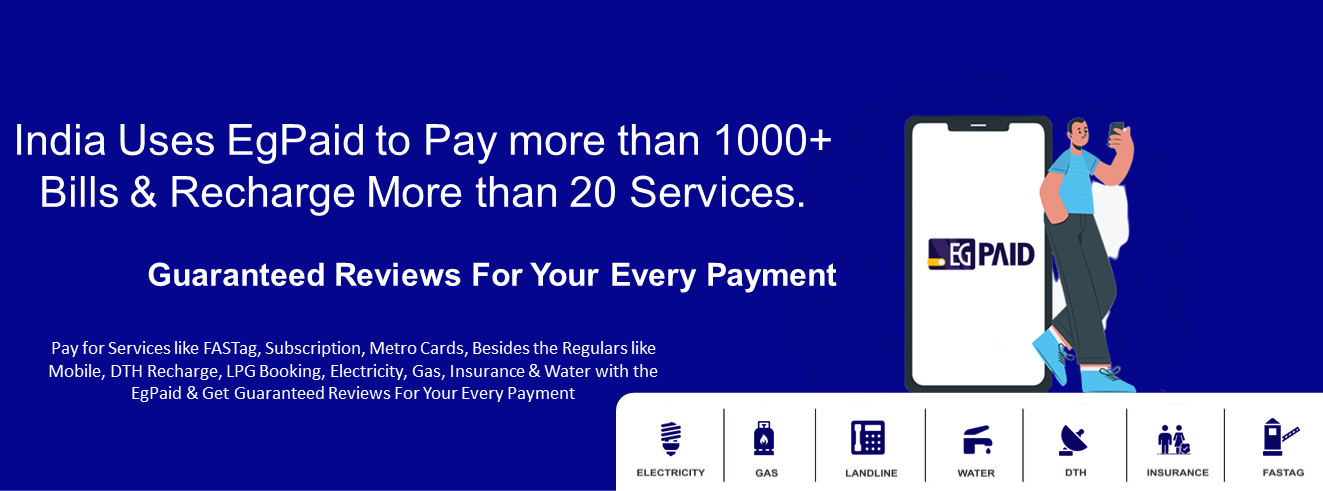 India Uses EgPaid to Pay more than 1000+
Bills & Recharge More than 20 Services.
Guaranteed Reviews For Your Every Payment
Pay for Services like FASTag, Subscription, Metro Cards, Besides the Regulars like
Mobile, DTH Recharge, LPG Booking, Electricity, Gas, Insurance & Water with the
EgPaid & Get Guaranteed Reviews For Your Every Payment
EG PAID
ELECTRICITY
GAS
LANDLINE
WATER
DTH
INSURANCE
FASTAG